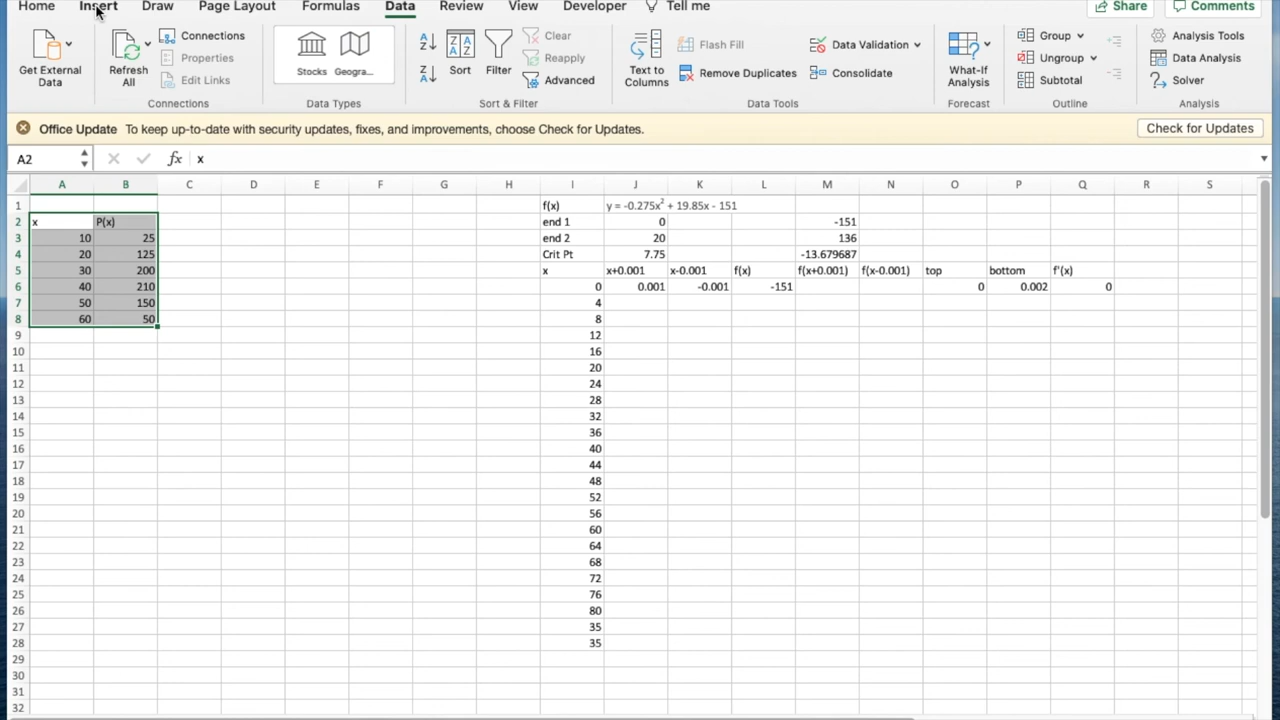 Home Insert Draw Page Layout Formulas Data Review View Developer Tell me Share Comments
Get External Data Refresh All Connections Properties Edit Links Connections
Stocks Geogra... Data Types
Sort Filter Clear Reapply Advanced Sort & Filter
Text to Columns Flash Fill Remove Duplicates Data Validation Consolidate Data Tools
What-If Analysis Forecast
Group Ungroup Subtotal Outline
Analysis Tools Data Analysis Solver Analysis
Office Update To keep up-to-date with security updates, fixes, and improvements, choose Check for Updates. Check for Updates
A2 fx x
A B C D E F G H I J K L M N O P Q R S
1 f(x) y = -0.275x² + 19.85x - 151
2 x P(x) end 1 0 -151
3 10 25 end 2 20 136
4 20 125 Crit Pt 7.75 -13.679687
5 30 200 x x+0.001 x-0.001 f(x) f(x+0.001) f(x-0.001) top bottom f'(x)
6 40 210 0 0.001 -0.001 -151 0 0.002 0
7 50 150 4
8 60 50 8
9 12
10 16
11 20
12 24
13 28
14 32
15 36
16 40
17 44
18 48
19 52
20 56
21 60
22 64
23 68
24 72
25 76
26 80
27 35
28 35
29
30
31
32